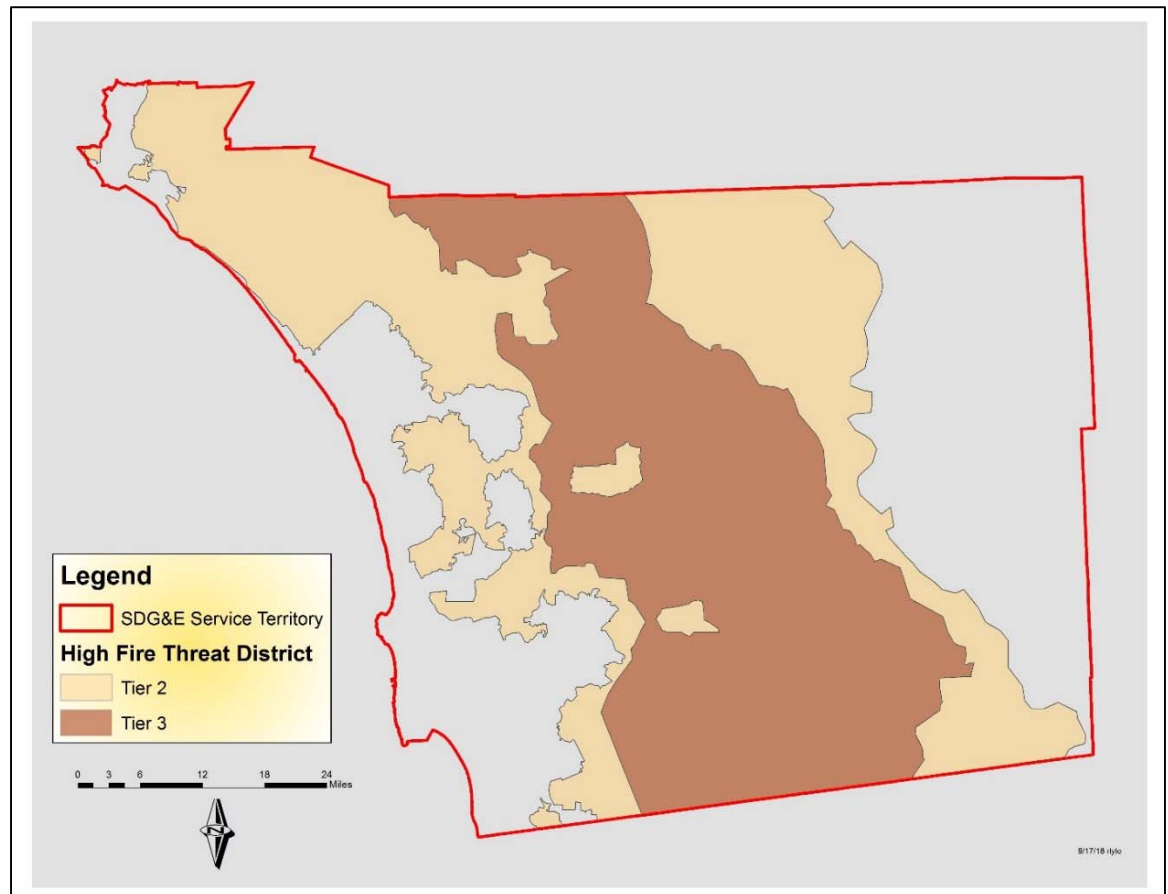 Legend
SDG&E Service Territory
High Fire Threat District
Tier 2
Tier 3
0 3 6 12 18 24
Miles
N